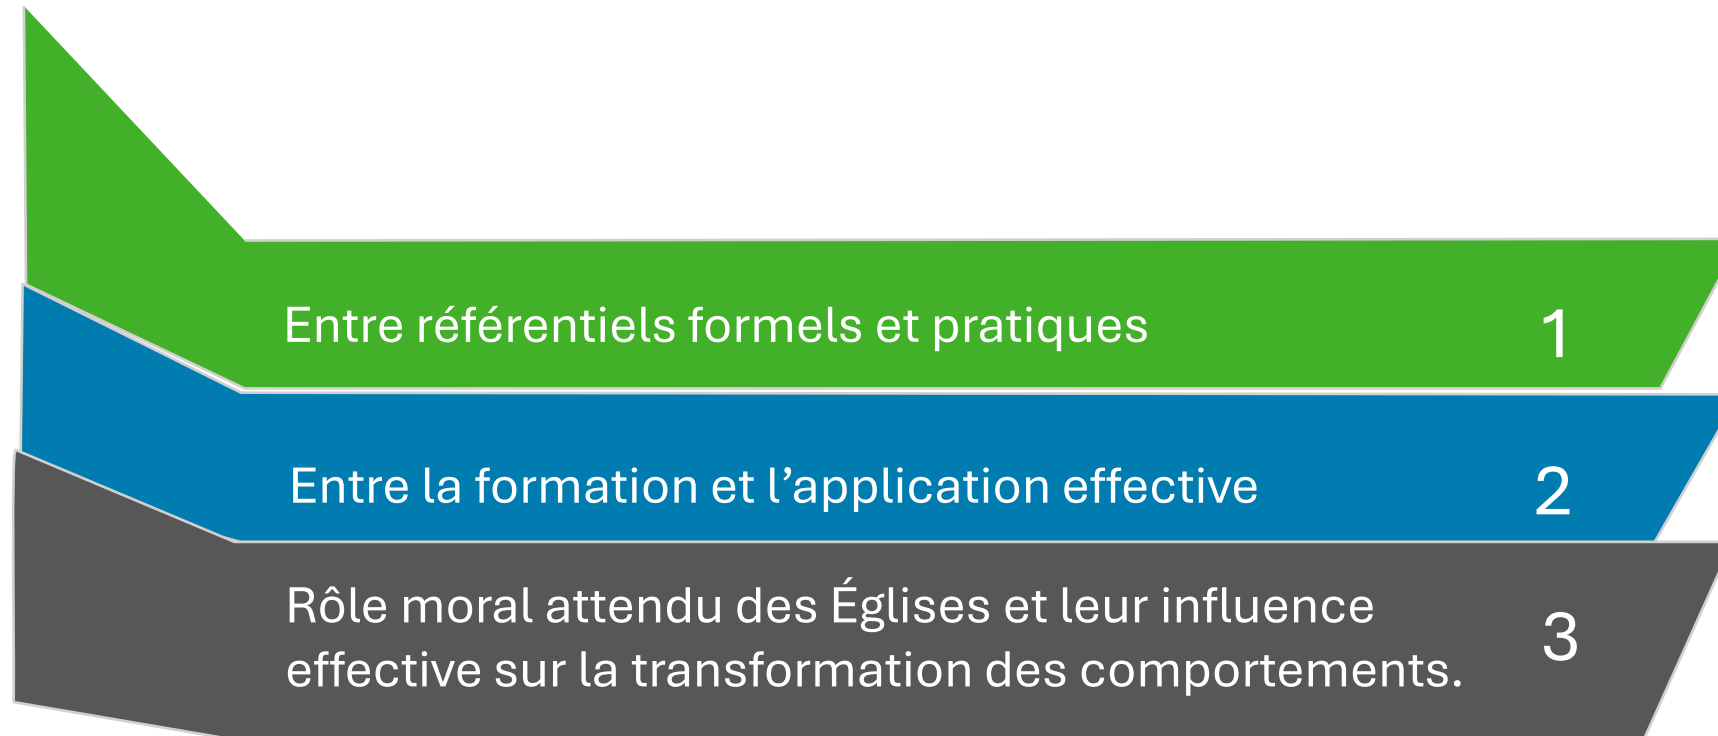 Entre référentiels formels et pratiques 1
Entre la formation et l’application effective 2
Rôle moral attendu des Églises et leur influence
effective sur la transformation des comportements. 3